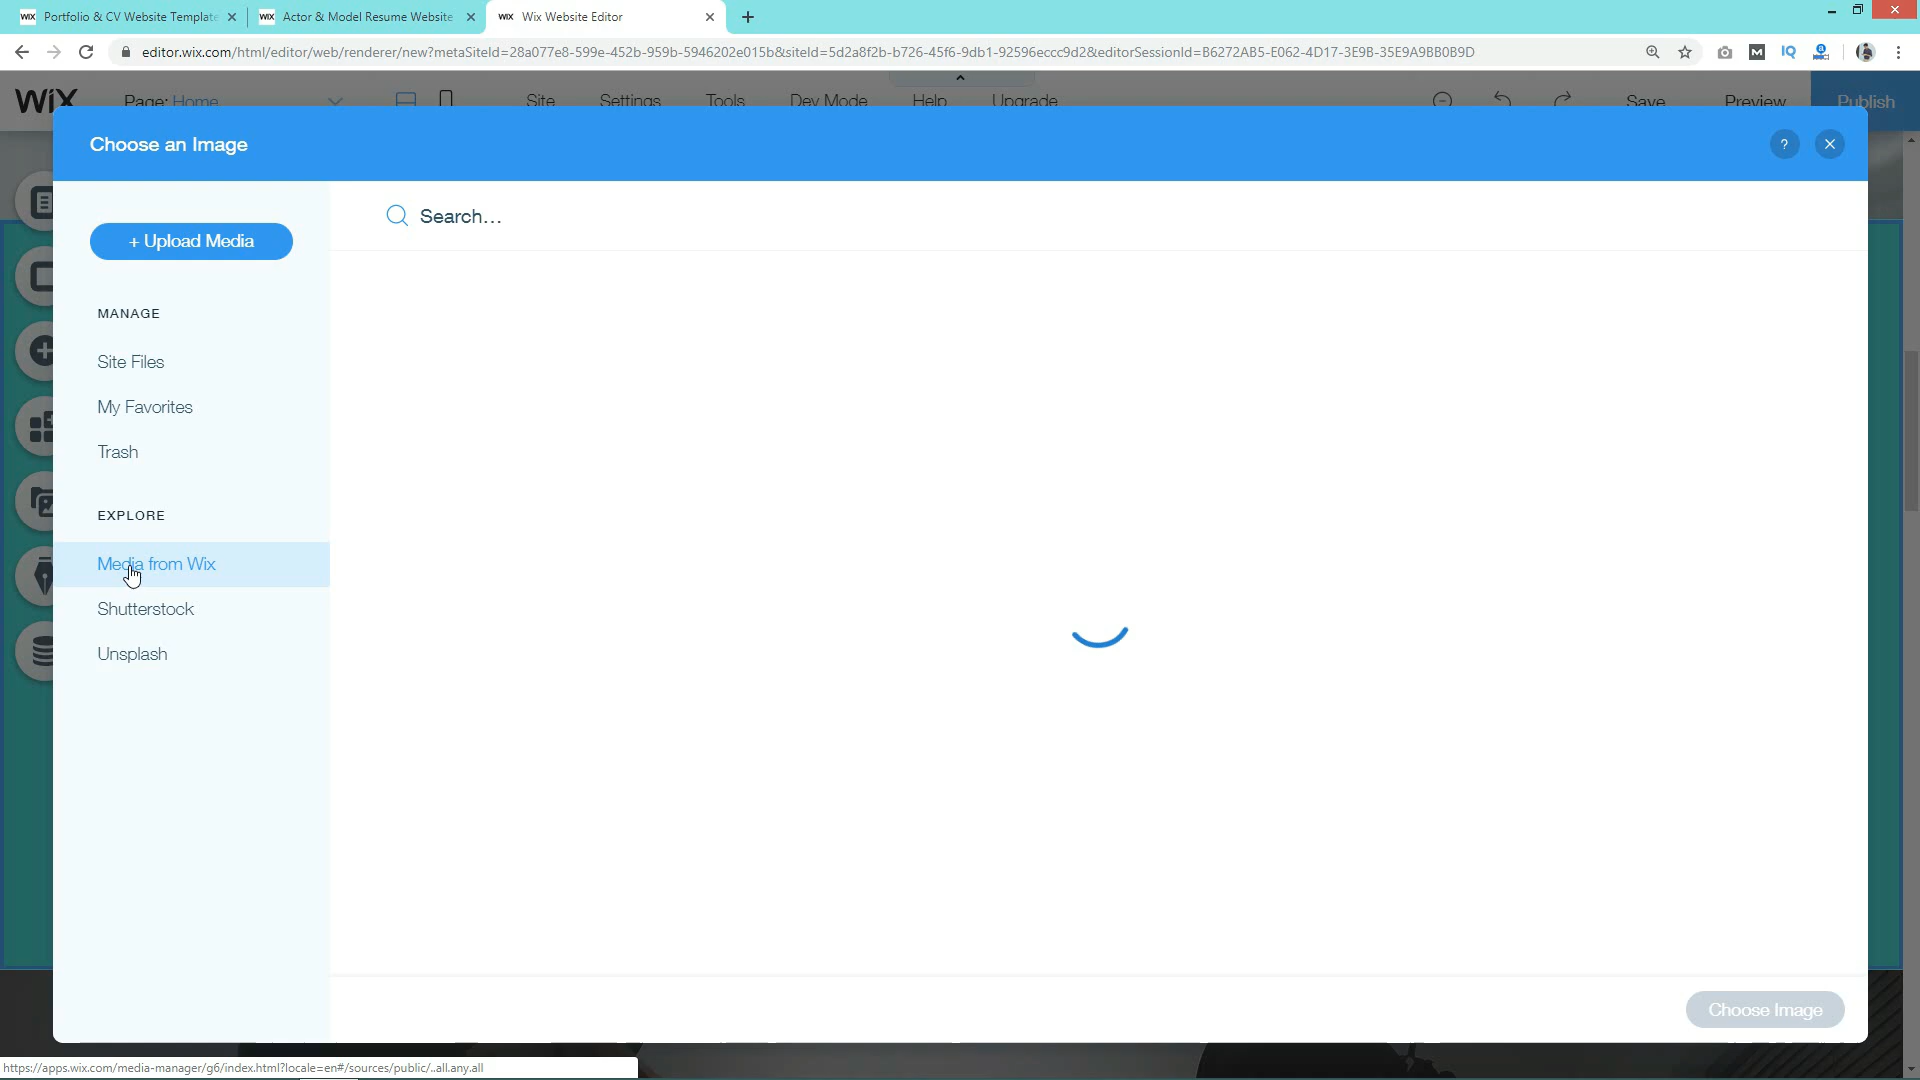 WIX Portfolio & CV Website Template
WIX Actor & Model Resume Website
WIX Wix Website Editor
editor.wix.com/html/editor/web/renderer/new?metaSiteId=28a077e8-599e-452b-959b-5946202e015b&siteId=5d2a8f2b-b726-45f6-9db1-92596eccc9d2&editorSessionId=B6272AB5-E062-4D17-3E9B-35E9A9BB0B9D
WiX Page: Home Site Settings Tools Dev Mode Help Upgrade Save Preview Publish
Choose an Image
?
Search...
+ Upload Media
MANAGE
Site Files
My Favorites
Trash
EXPLORE
Media from Wix
Shutterstock
Unsplash
Choose Image
https://apps.wix.com/media-manager/g6/index.html?locale=en#/sources/public/..all.any.all